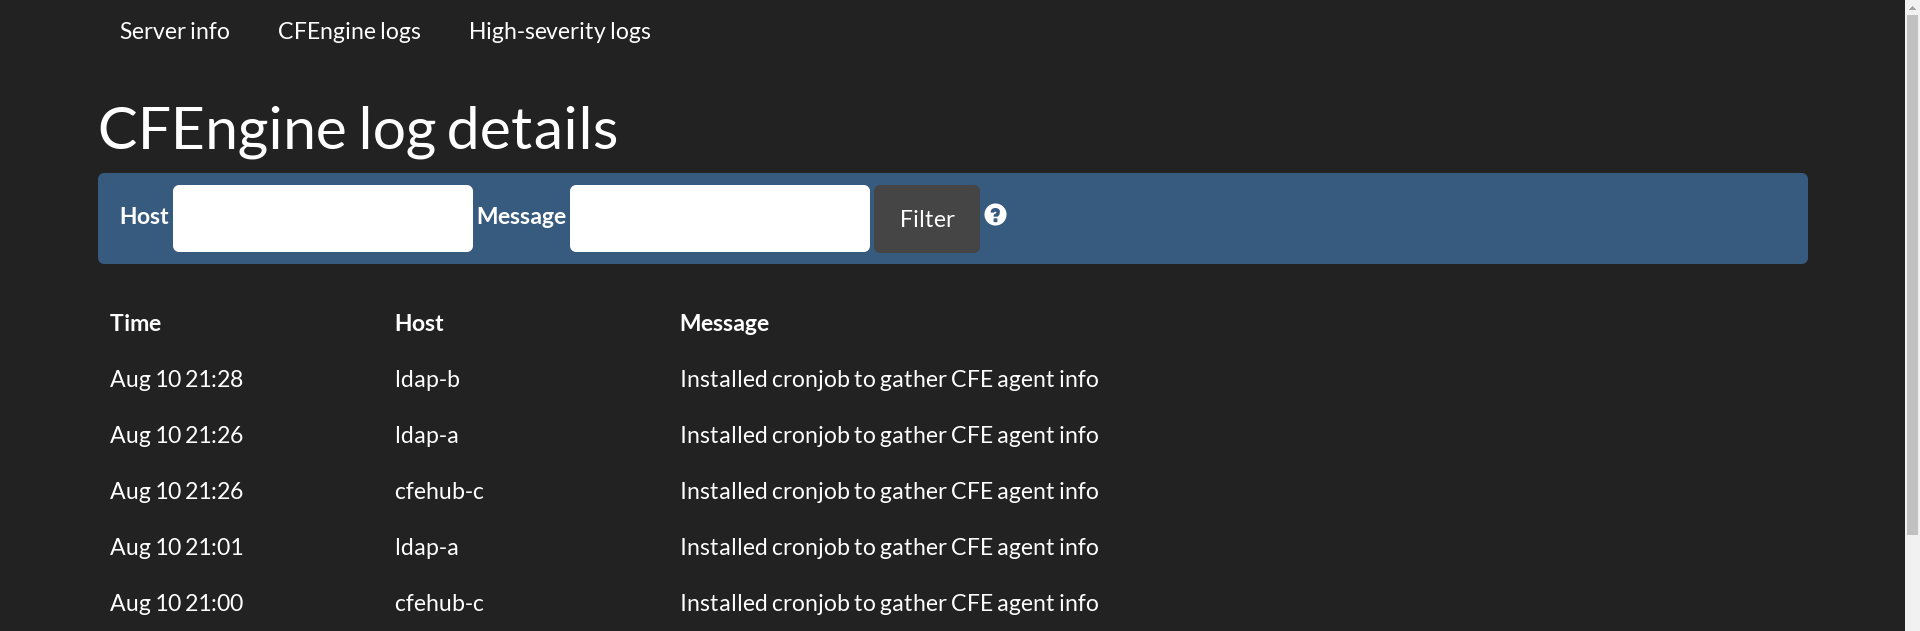 Server info CFEngine logs High-severity logs
CFEngine log details
Host Message Filter ?
Time Host Message
Aug 10 21:28 ldap-b Installed cronjob to gather CFE agent info
Aug 10 21:26 ldap-a Installed cronjob to gather CFE agent info
Aug 10 21:26 cfehub-c Installed cronjob to gather CFE agent info
Aug 10 21:01 ldap-a Installed cronjob to gather CFE agent info
Aug 10 21:00 cfehub-c Installed cronjob to gather CFE agent info